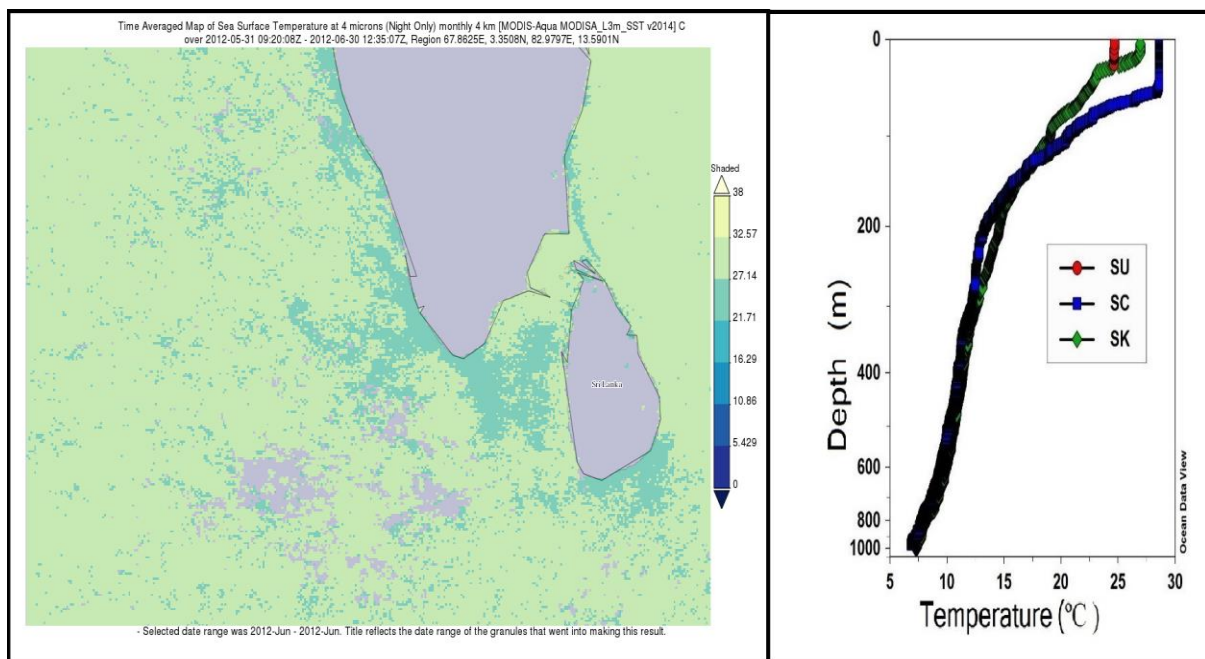 Time Averaged Map of Sea Surface Temperature at 4 microns (Night Only) monthly 4 km [MODIS-Aqua MODISA_L3m_SST v2014] C
over 2012-05-31 09:20:08Z - 2012-06-30 12:35:07Z, Region 67.8825E, 3.3508N, 82.9797E, 13.5901N
Shaded
38
32.57
27.14
21.71
16.29
10.86
5.429
0
Sri Lanka
- Selected date range was 2012-Jun - 2012-Jun. Title reflects the date range of the granules that went into making this result.
0
200
400
600
800
1000
Depth (m)
SU
SC
SK
Ocean Data View
5
10
15
20
25
30
Temperature (℃)